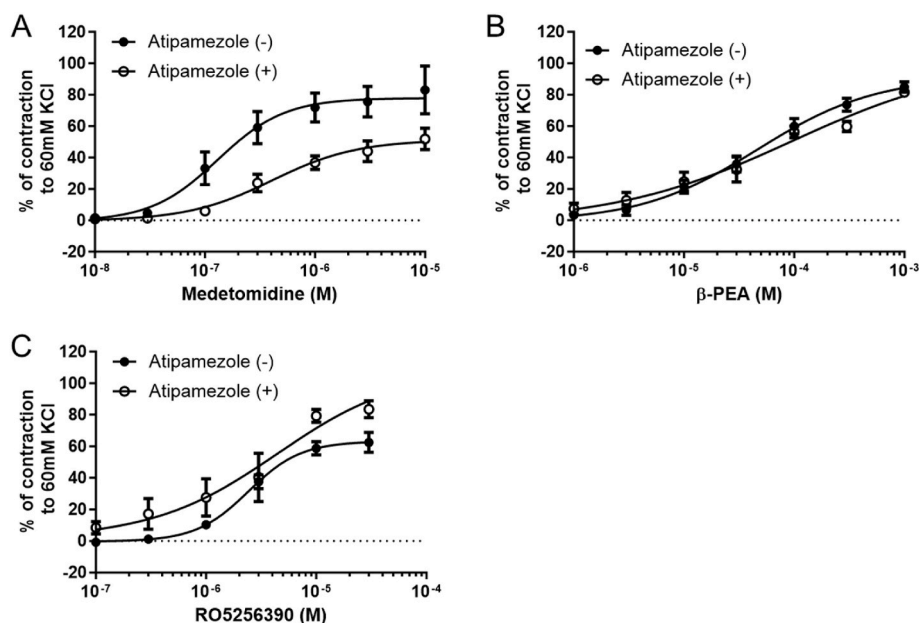 A
Atipamezole (-)
Atipamezole (+)
% of contraction
to 60mM KCl
120
100
80
60
40
20
0
-20
10-8
10-7
10-6
10-5
Medetomidine (M)
B
Atipamezole (-)
Atipamezole (+)
% of contraction
to 60mM KCl
120
100
80
60
40
20
0
-20
10-6
10-5
10-4
10-3
β-PEA (M)
C
Atipamezole (-)
Atipamezole (+)
% of contraction
to 60mM KCl
120
100
80
60
40
20
0
-20
10-7
10-6
10-5
10-4
RO5256390 (M)